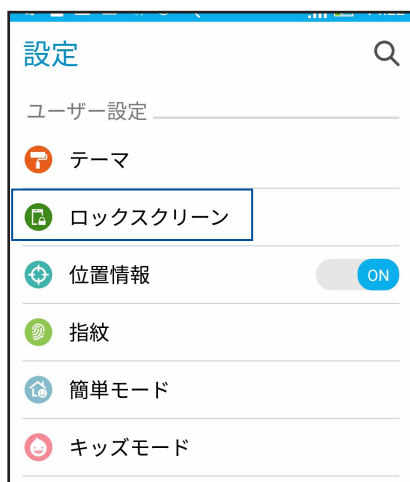 設定
ユーザー設定
テーマ
ロックスクリーン
位置情報
ON
指紋
簡単モード
キッズモード